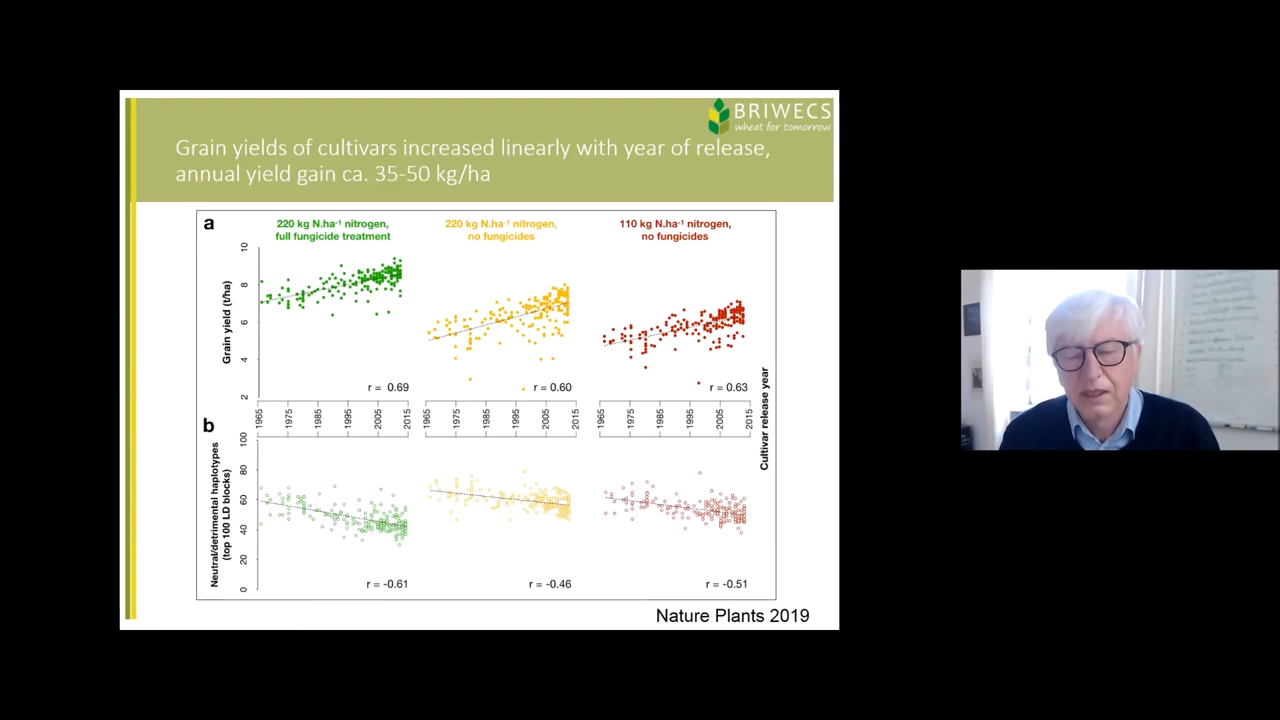 BRIWECS
wheat for tomorrow
Grain yields of cultivars increased linearly with year of release,
annual yield gain ca. 35-50 kg/ha
a
220 kg N.ha-¹ nitrogen,
full fungicide treatment
220 kg N.ha-¹ nitrogen,
no fungicides
110 kg N.ha-¹ nitrogen,
no fungicides
Grain yield (t/ha)
10
8
6
4
2
r = 0.69
r = 0.60
r = 0.63
1965 1975 1985 1995 2005 2015
1965 1975 1985 1995 2005 2015
1965 1975 1985 1995 2005 2015
Cultivar release year
b
Neutral/detrimental haplotypes
(top 100 LD blocks)
100
80
60
40
20
0
r = -0.61
r = -0.46
r = -0.51
Nature Plants 2019